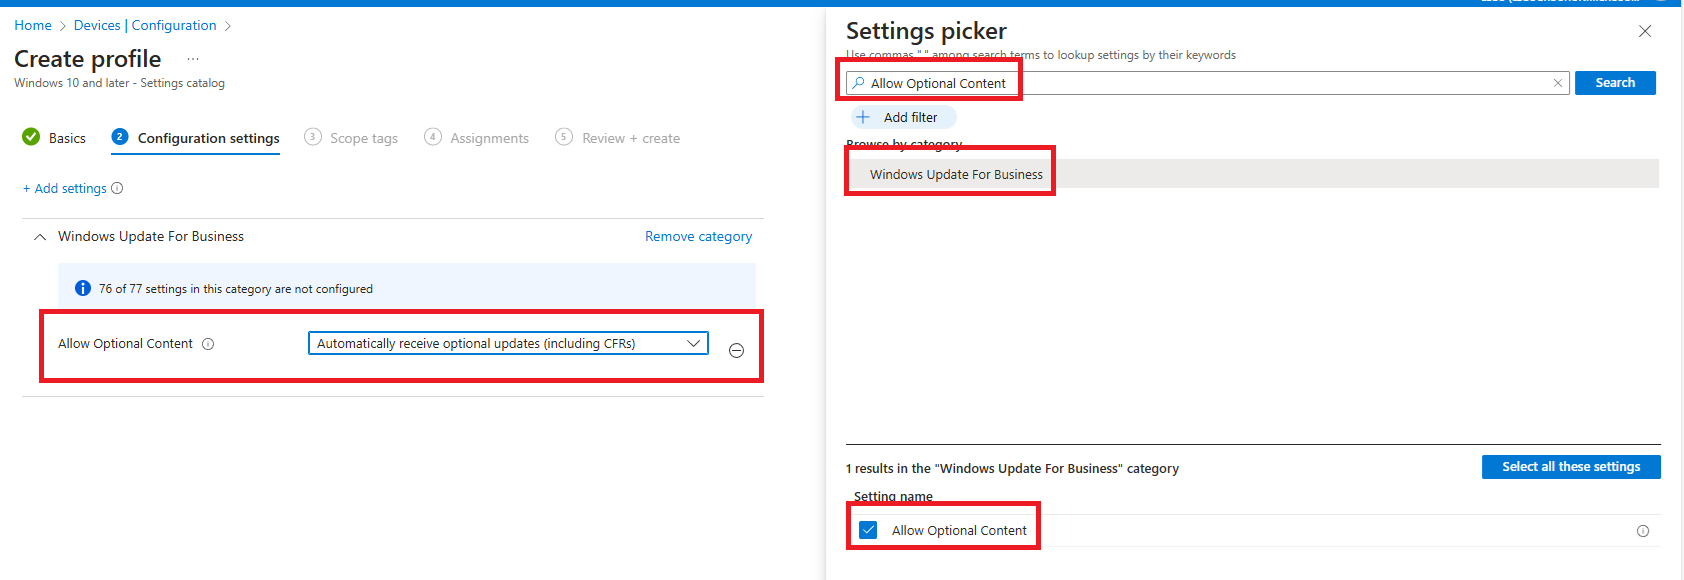 Home > Devices | Configuration >
Create profile ...
Windows 10 and later - Settings catalog
Basics
2 Configuration settings
3 Scope tags
4 Assignments
5 Review + create
+ Add settings
Windows Update For Business
Remove category
76 of 77 settings in this category are not configured
Allow Optional Content
Automatically receive optional updates (including CFRs)
Settings picker
Use commas "," among search terms to lookup settings by their keywords
Allow Optional Content
Search
Add filter
Browse by category
Windows Update For Business
1 results in the "Windows Update For Business" category
Select all these settings
Setting name
Allow Optional Content